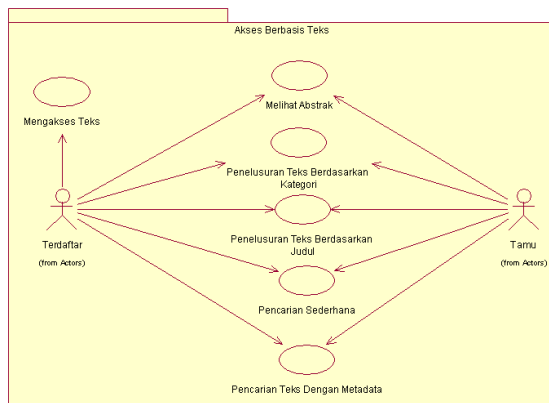 Akses Berbasis Teks
Mengakses Teks
Melihat Abstrak
Penelusuran Teks Berdasarkan
Kategori
Penelusuran Teks Berdasarkan
Judul
Terdaftar
(from Actors)
Tamu
(from Actors)
Pencarian Sederhana
Pencarian Teks Dengan Metadata